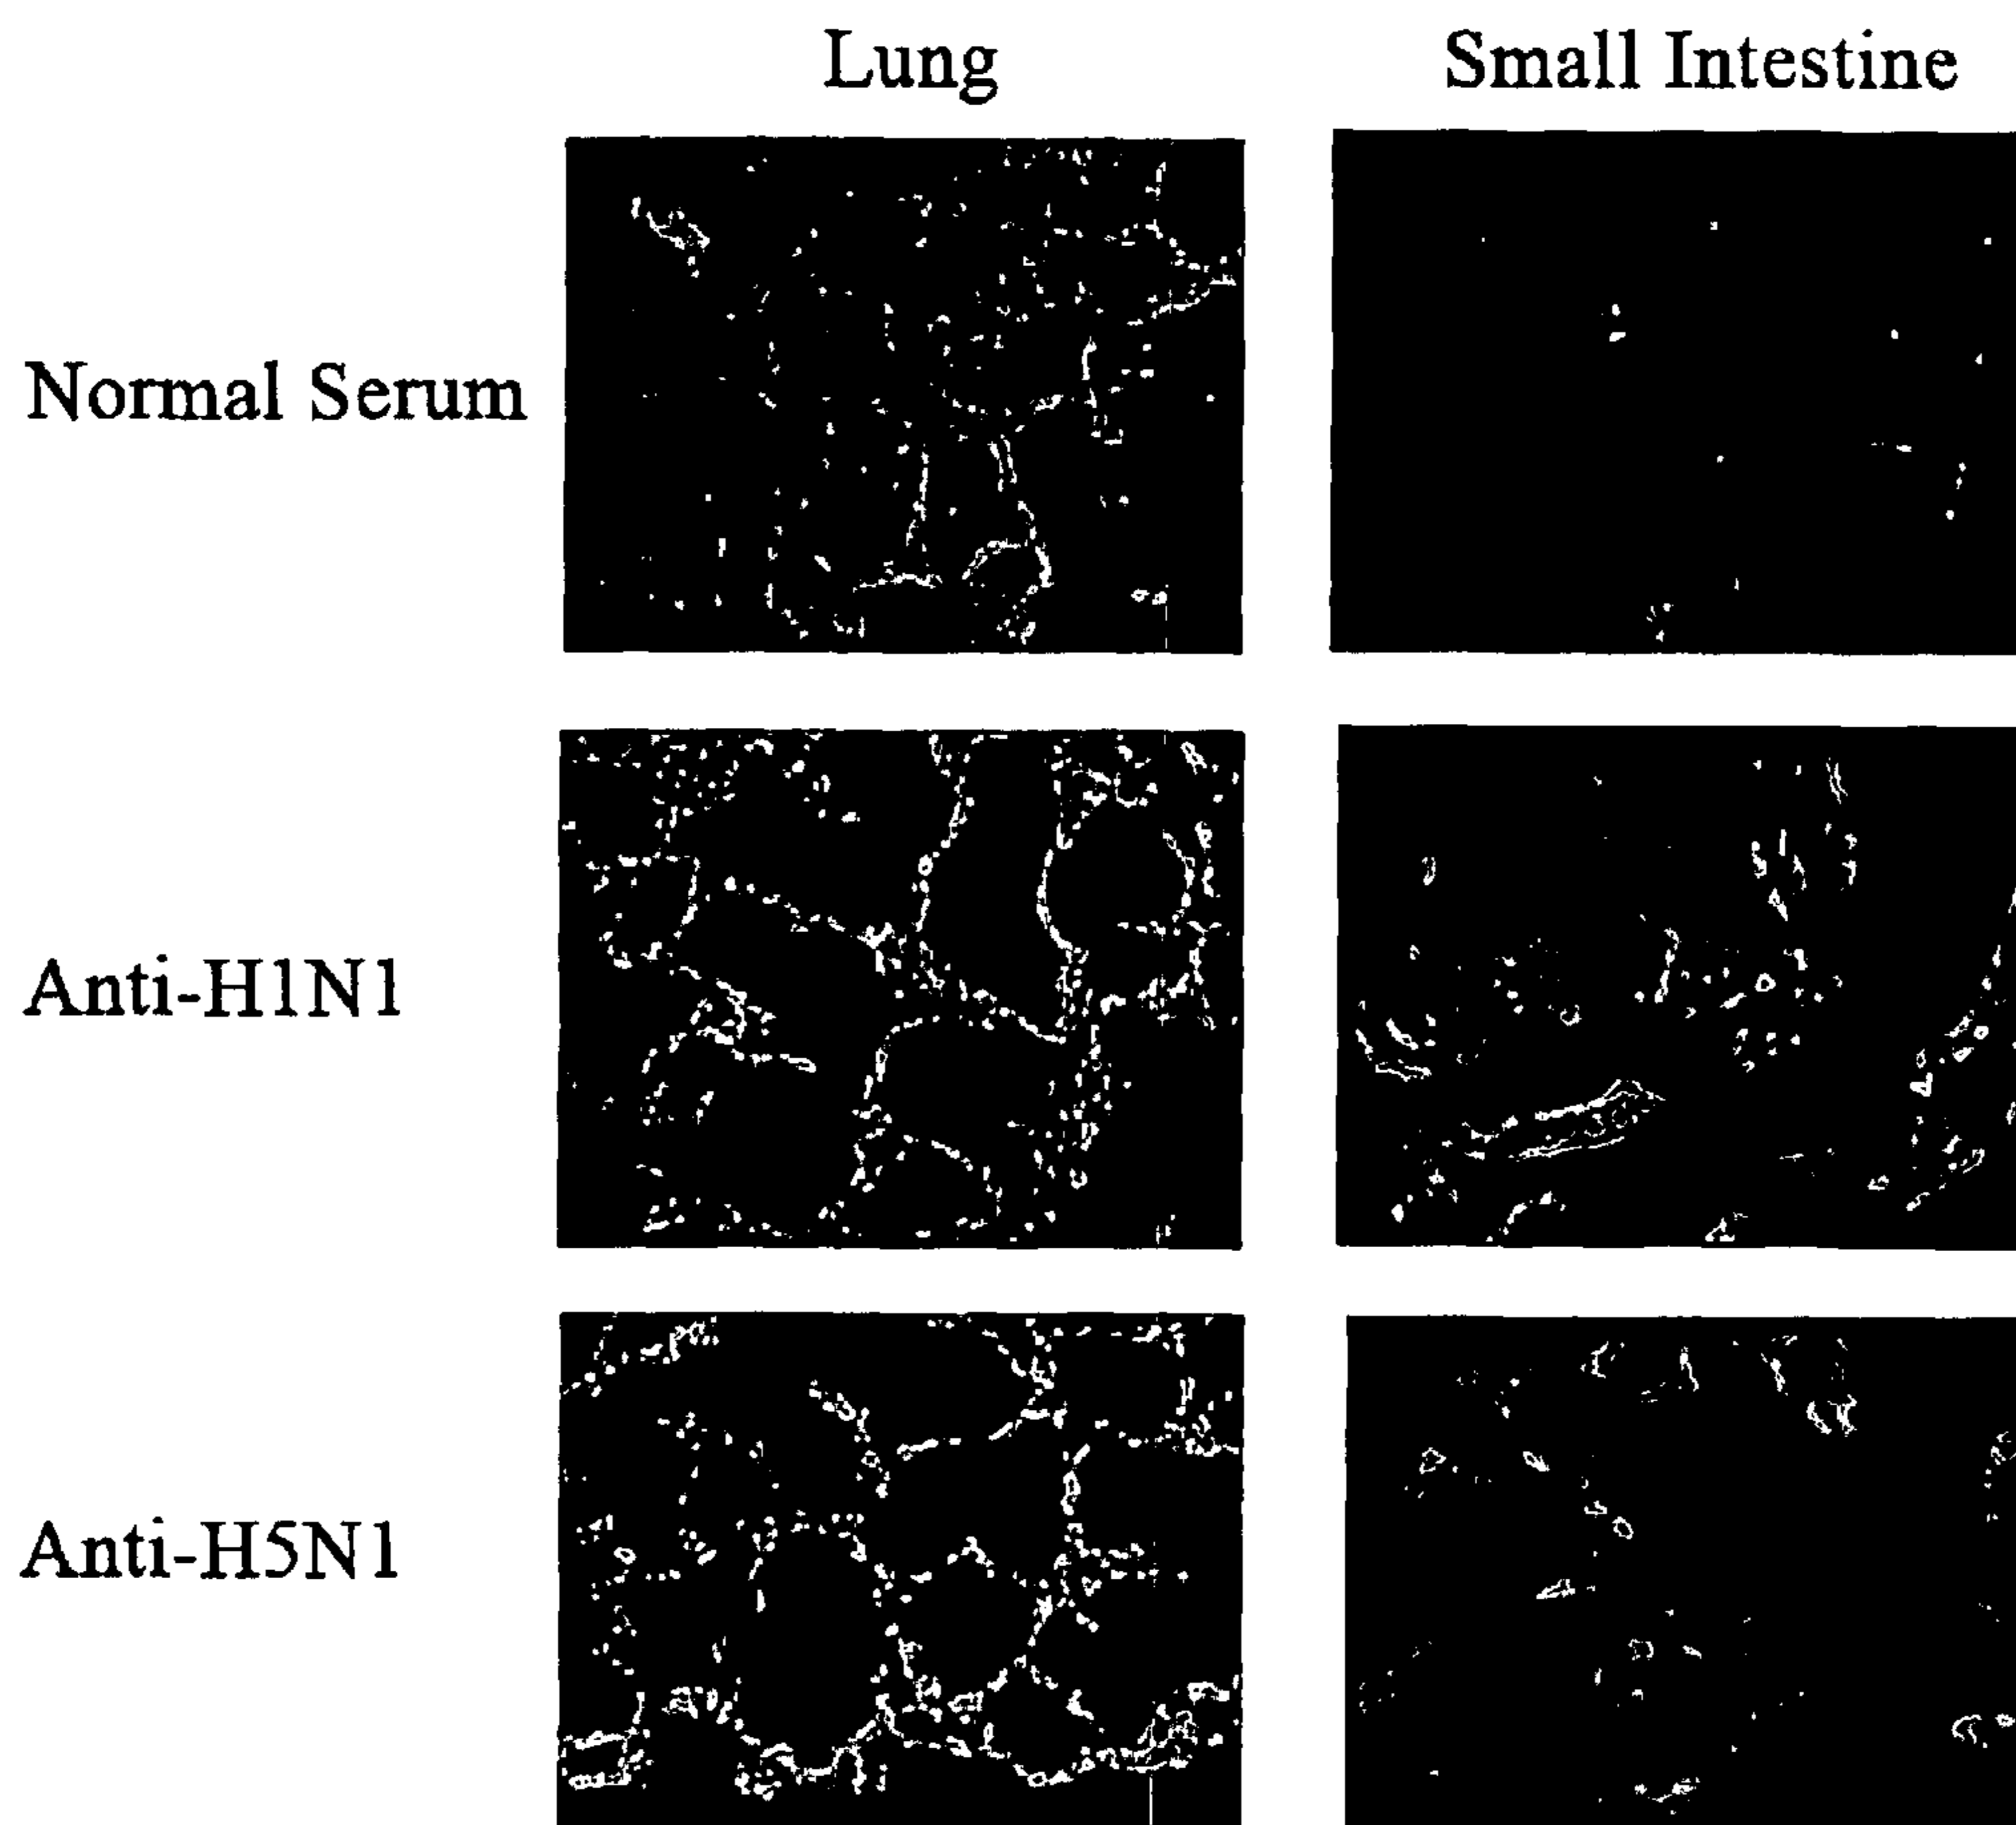 Lung
Small Intestine
Normal Serum
Anti-H1N1
Anti-H5N1